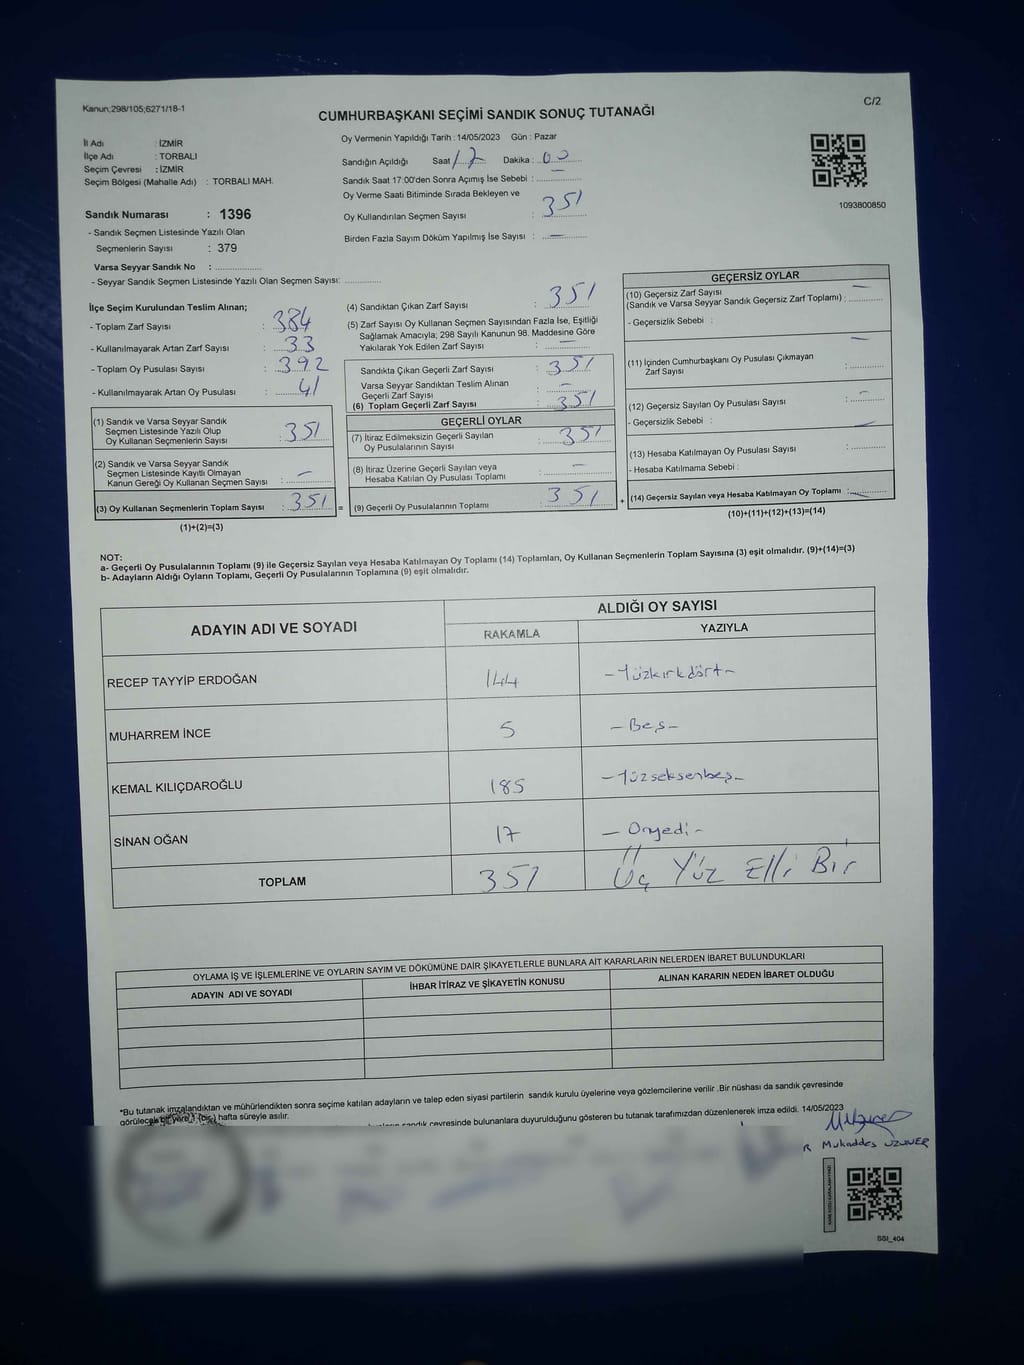 Kanun;298/105;6271/18-1
C/2
CUMHURBAŞKANI SEÇİMİ SANDIK SONUÇ TUTANAĞI
İl Adı : İZMİR
İlçe Adı : TORBALI
Seçim Çevresi : İZMİR
Seçim Bölgesi (Mahalle Adı) : TORBALI MAH.
Sandık Numarası : 1396
- Sandık Seçmen Listesinde Yazılı Olan
Seçmenlerin Sayısı : 379
Varsa Seyyar Sandık No :
- Seyyar Sandık Seçmen Listesinde Yazılı Olan Seçmen Sayısı:
Oy Vermenin Yapıldığı Tarih :14/05/2023 Gün : Pazar
Sandığın Açıldığı Saat 17 Dakika : 00
Sandık Saat 17:00'den Sonra Açımış İse Sebebi : —
Oy Verme Saati Bitiminde Sırada Bekleyen ve
Oy Kullandırılan Seçmen Sayısı : 351
Birden Fazla Sayım Döküm Yapılmış İse Sayısı : —
1093800850
İlçe Seçim Kurulundan Teslim Alınan;
- Toplam Zarf Sayısı : 384
- Kullanılmayarak Artan Zarf Sayısı : 33
- Toplam Oy Pusulası Sayısı : 392
- Kullanılmayarak Artan Oy Pusulası : 41
(1) Sandık ve Varsa Seyyar Sandık
Seçmen Listesinde Yazılı Olup
Oy Kullanan Seçmenlerin Sayısı : 351
(2) Sandık ve Varsa Seyyar Sandık
Seçmen Listesinde Kayıtlı Olmayan
Kanun Gereği Oy Kullanan Seçmen Sayısı : —
(3) Oy Kullanan Seçmenlerin Toplam Sayısı : 351
(1)+(2)=(3)
(4) Sandıktan Çıkan Zarf Sayısı : 351
(5) Zarf Sayısı Oy Kullanan Seçmen Sayısından Fazla İse, Eşitliği
Sağlamak Amacıyla; 298 Sayılı Kanunun 98. Maddesine Göre
Yakılarak Yok Edilen Zarf Sayısı : —
Sandıkta Çıkan Geçerli Zarf Sayısı : 351
Varsa Seyyar Sandıktan Teslim Alınan
Geçerli Zarf Sayısı : —
(6) Toplam Geçerli Zarf Sayısı : 351
GEÇERLİ OYLAR
(7) İtiraz Edilmeksizin Geçerli Sayılan
Oy Pusulalarının Sayısı : 351
(8) İtiraz Üzerine Geçerli Sayılan veya
Hesaba Katılan Oy Pusulası Toplamı : —
= (9) Geçerli Oy Pusulalarının Toplamı : 351 +
GEÇERSİZ OYLAR
(10) Geçersiz Zarf Sayısı
(Sandık ve Varsa Seyyar Sandık Geçersiz Zarf Toplamı) : —
- Geçersizlik Sebebi :
(11) İçinden Cumhurbaşkanı Oy Pusulası Çıkmayan
Zarf Sayısı : —
(12) Geçersiz Sayılan Oy Pusulası Sayısı : —
- Geçersizlik Sebebi :
(13) Hesaba Katılmayan Oy Pusulası Sayısı : —
- Hesaba Katılmama Sebebi :
(14) Geçersiz Sayılan veya Hesaba Katılmayan Oy Toplamı : —
(10)+(11)+(12)+(13)=(14)
NOT:
a- Geçerli Oy Pusulalarının Toplamı (9) ile Geçersiz Sayılan veya Hesaba Katılmayan Oy Toplamı (14) Toplamları, Oy Kullanan Seçmenlerin Toplam Sayısına (3) eşit olmalıdır. (9)+(14)=(3)
b- Adayların Aldığı Oyların Toplamı, Geçerli Oy Pusulalarının Toplamına (9) eşit olmalıdır.
ADAYIN ADI VE SOYADI
ALDIĞI OY SAYISI
RAKAMLA YAZIYLA
RECEP TAYYİP ERDOĞAN 144 - Yüzkırkdört -
MUHARREM İNCE 5 - Beş -
KEMAL KILIÇDAROĞLU 185 - Yüzseksenbeş -
SİNAN OĞAN 17 - Onyedi -
TOPLAM 351 Üç Yüz Elli Bir
OYLAMA İŞ VE İŞLEMLERİNE VE OYLARIN SAYIM VE DÖKÜMÜNE DAİR ŞİKAYETLERLE BUNLARA AİT KARARLARIN NELERDEN İBARET BULUNDUKLARI
ADAYIN ADI VE SOYADI
İHBAR İTİRAZ VE ŞİKAYETİN KONUSU
ALINAN KARARIN NEDEN İBARET OLDUĞU
*Bu tutanak imzalandıktan ve mühürlendikten sonra seçime katılan adayların ve talep eden siyasi partilerin sandık kurulu üyelerine veya gözlemcilerine verilir .Bir nüshası da sandık çevresinde
görülecek bir yere 1 (bir) hafta süreyle asılır.
sandık çevresinde bulunanlara duyurulduğunu gösteren bu tutanak tarafımızdan düzenlenerek imza edildi. 14/05/2023
Mukaddes UZUNER
SSI_404